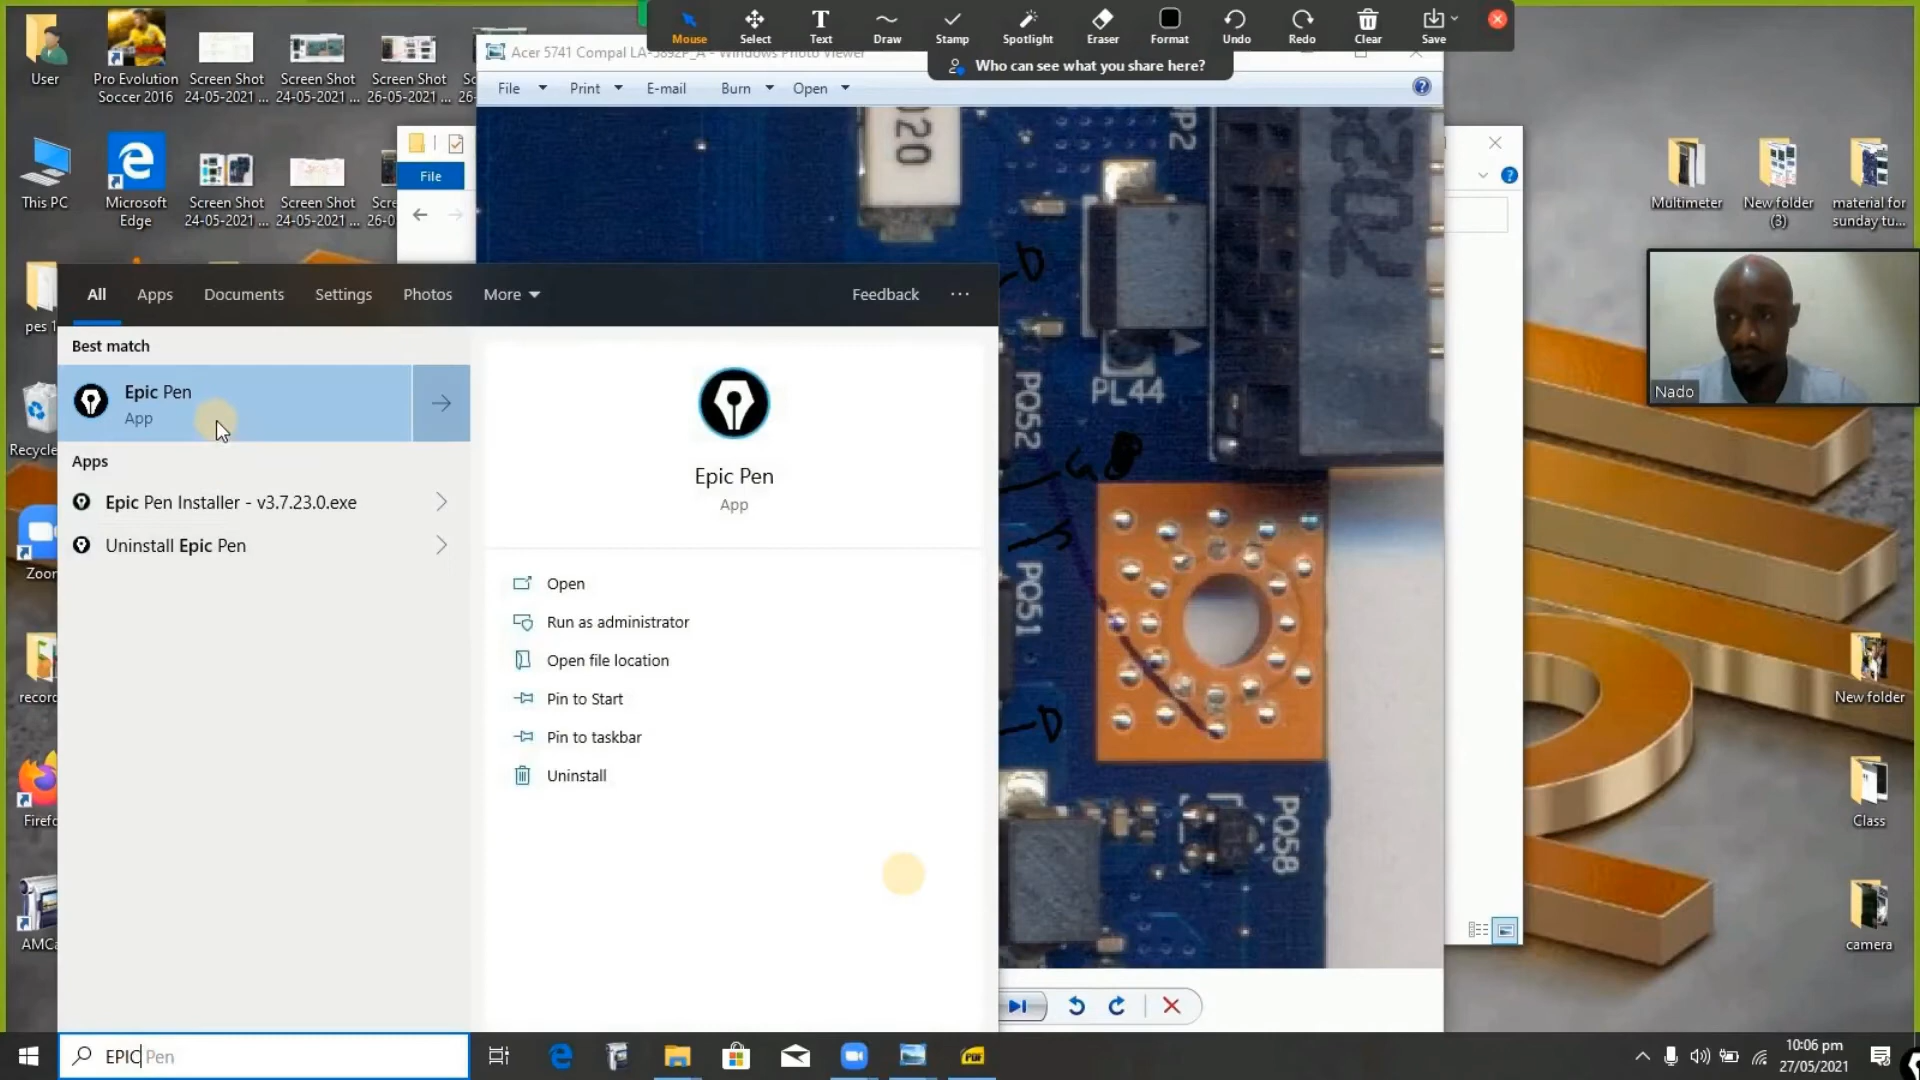 Mouse
Select
Text
Draw
Stamp
Spotlight
Eraser
Format
Undo
Redo
Clear
Save
Who can see what you share here?
File
Print
E-mail
Burn
Open
User
Pro Evolution
Soccer 2016
Screen Shot
24-05-2021 ...
Screen Shot
24-05-2021 ...
Screen Shot
26-05-2021 ...
This PC
Microsoft
Edge
Screen Shot
24-05-2021 ...
Screen Shot
24-05-2021 ...
File
Multimeter
New folder
(3)
material for
sunday tu...
Nado
All
Apps
Documents
Settings
Photos
More
Feedback
Best match
Epic Pen
App
Apps
Epic Pen Installer - v3.7.23.0.exe
Uninstall Epic Pen
Epic Pen
App
Open
Run as administrator
Open file location
Pin to Start
Pin to taskbar
Uninstall
020
PL44
PQ52
PQ51
PQ58
D
S
D
New folder
Class
camera
EPIC Pen
PDF
10:06 pm
27/05/2021